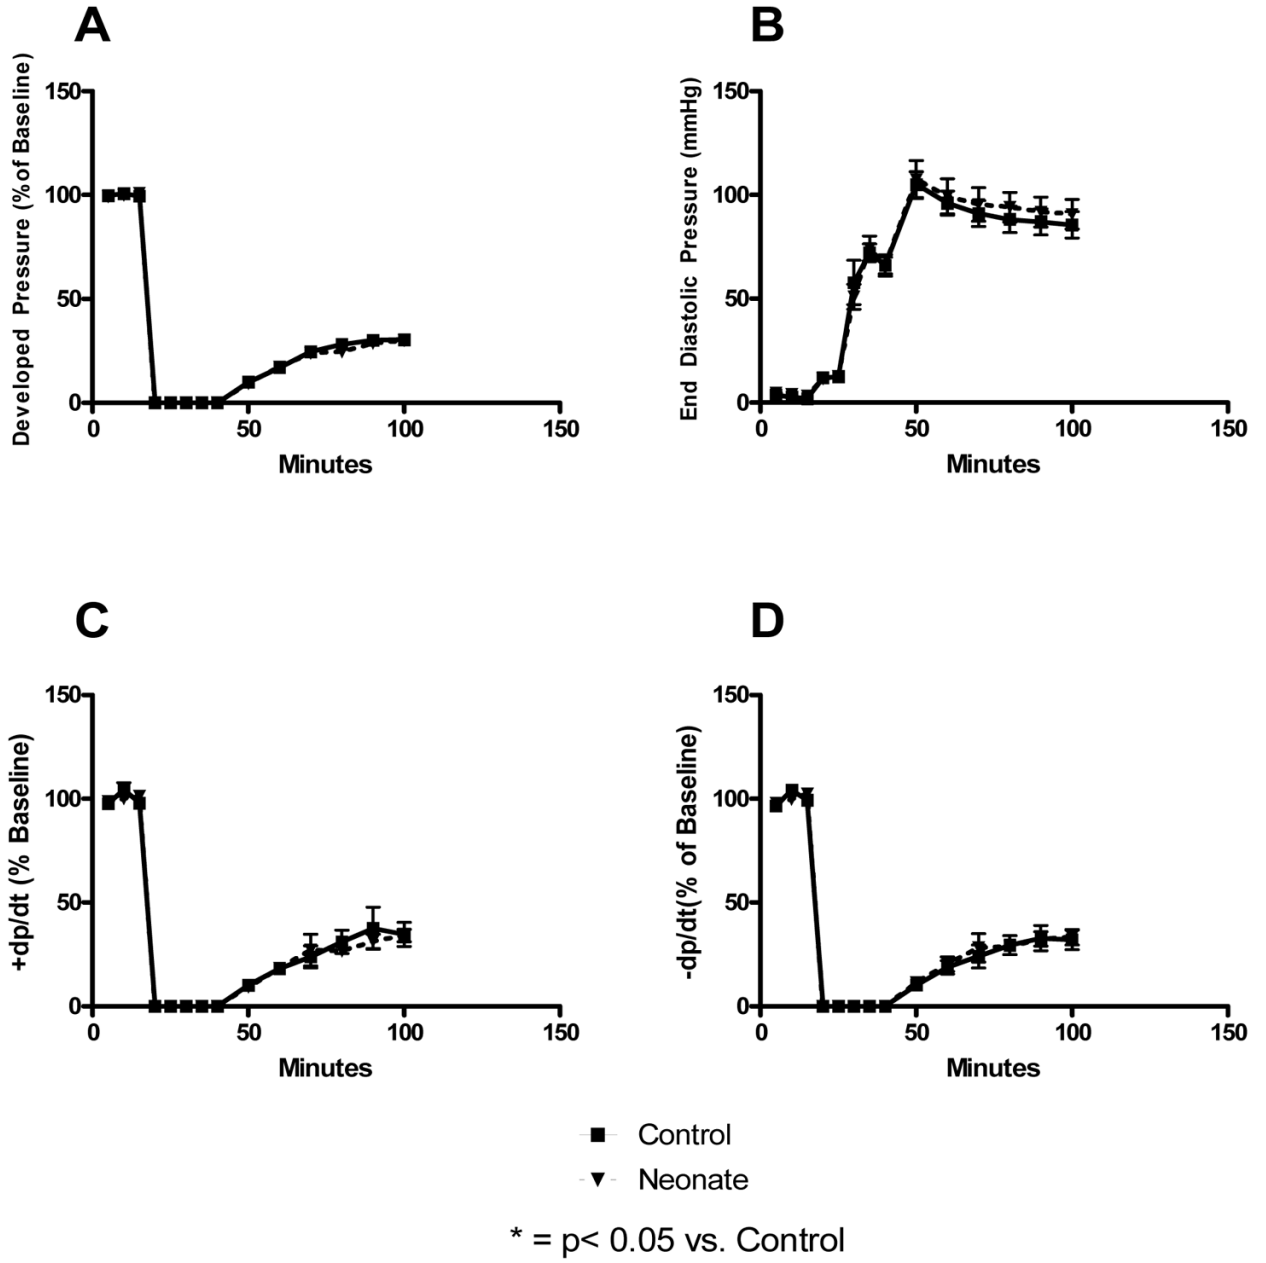 A
Developed Pressure (% of Baseline)
150
100
50
0
0 50 100 150
Minutes
B
End Diastolic Pressure (mmHg)
150
100
50
0
0 50 100 150
Minutes
C
+dp/dt (% Baseline)
150
100
50
0
0 50 100 150
Minutes
D
-dp/dt(% of Baseline)
150
100
50
0
0 50 100 150
Minutes
Control
Neonate
* = p< 0.05 vs. Control